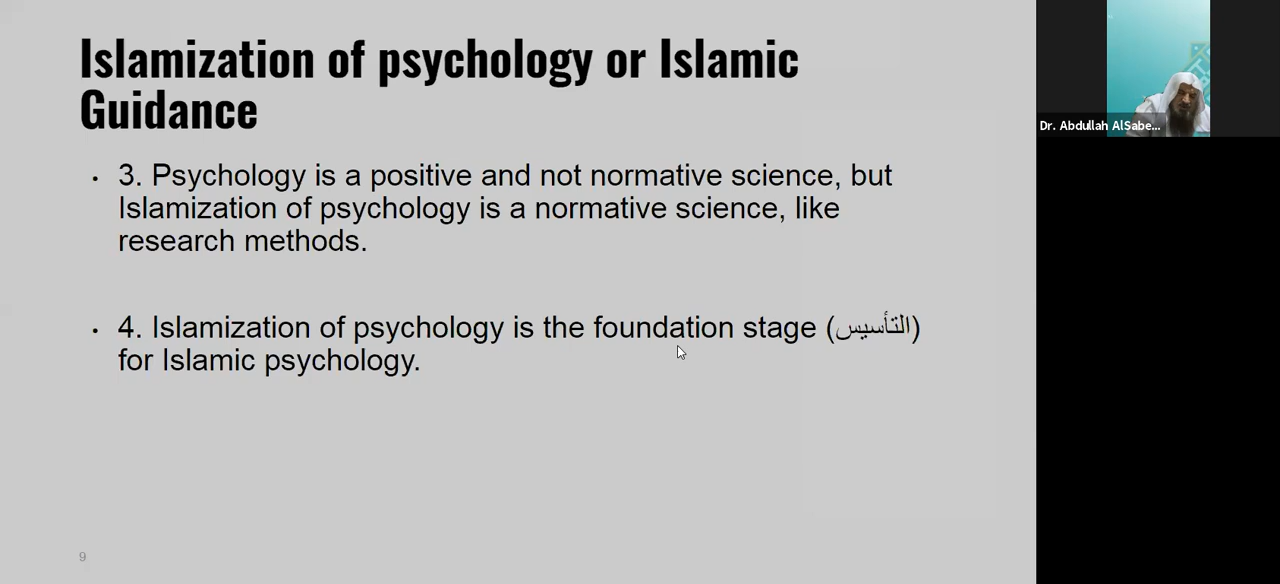 Islamization of psychology or Islamic
Guidance
• 3. Psychology is a positive and not normative science, but
Islamization of psychology is a normative science, like
research methods.
• 4. Islamization of psychology is the foundation stage (التأسيس)
for Islamic psychology.
9
Dr. Abdullah AlSabe...